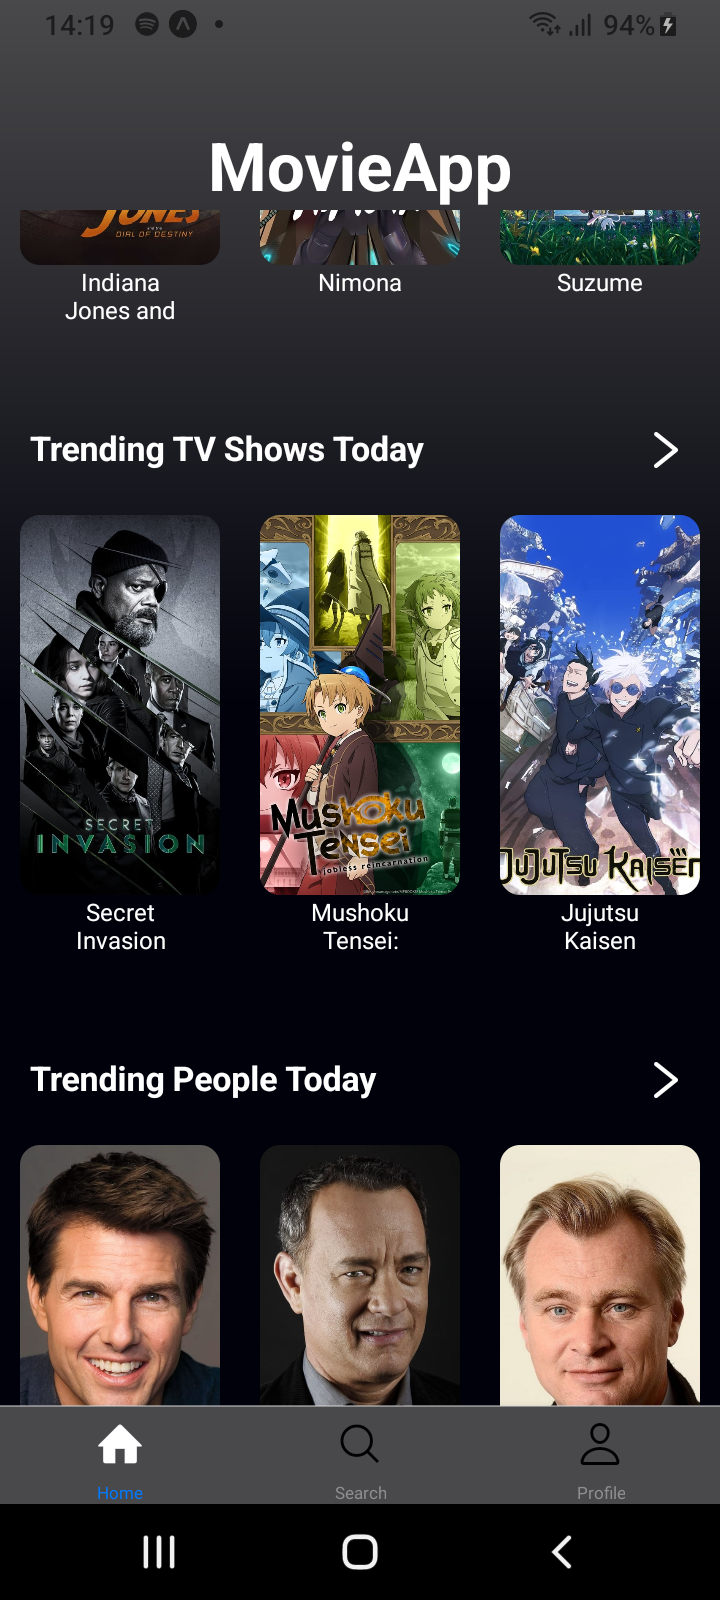 14:19
94%
MovieApp
JONES
DIAL OF DESTINY
Indiana
Jones and
Nimona
Suzume
Trending TV Shows Today
SECRET
INVASION
Mushoku
Tensei
jobless reincarnation
JUJUTSU KAISEN
Secret
Invasion
Mushoku
Tensei:
Jujutsu
Kaisen
Trending People Today
Home
Search
Profile